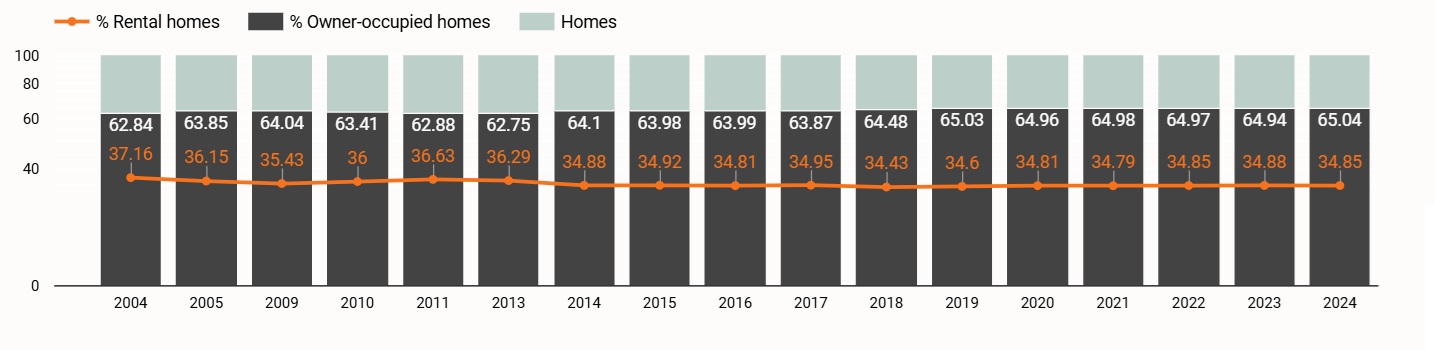 % Rental homes % Owner-occupied homes Homes
100
80
60
40
0
62.84 63.85 64.04 63.41 62.88 62.75 64.1 63.98 63.99 63.87 64.48 65.03 64.96 64.98 64.97 64.94 65.04
37.16 36.15 35.43 36 36.63 36.29 34.88 34.92 34.81 34.95 34.43 34.6 34.81 34.79 34.85 34.88 34.85
2004 2005 2009 2010 2011 2013 2014 2015 2016 2017 2018 2019 2020 2021 2022 2023 2024